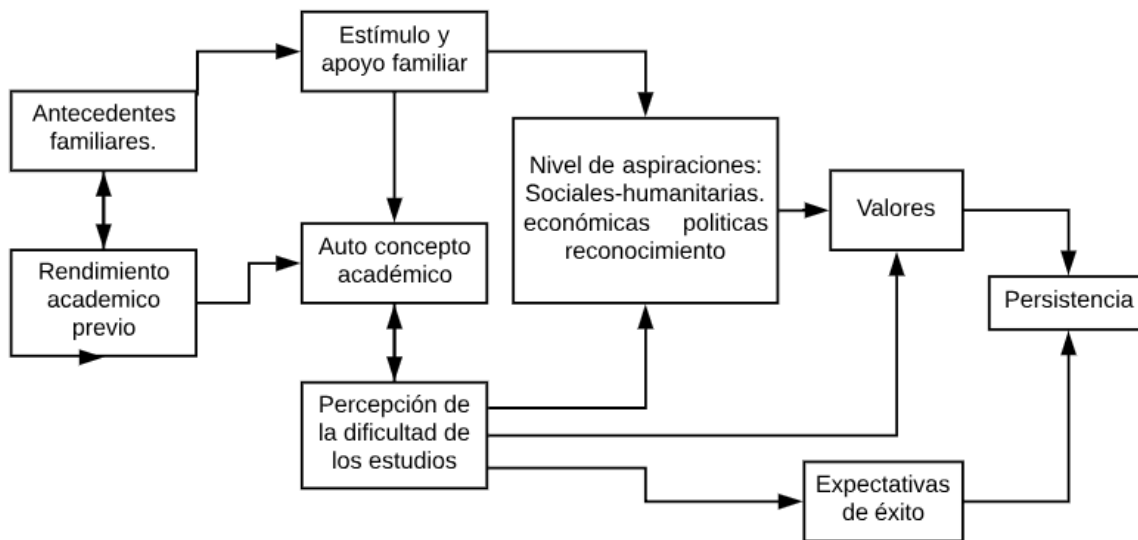 Estímulo y
apoyo familiar
Antecedentes
familiares.
Nivel de aspiraciones:
Sociales-humanitarias.
económicas politicas
reconocimiento
Valores
Auto concepto
académico
Rendimiento
academico
previo
Persistencia
Percepción de
la dificultad de
los estudios
Expectativas
de éxito